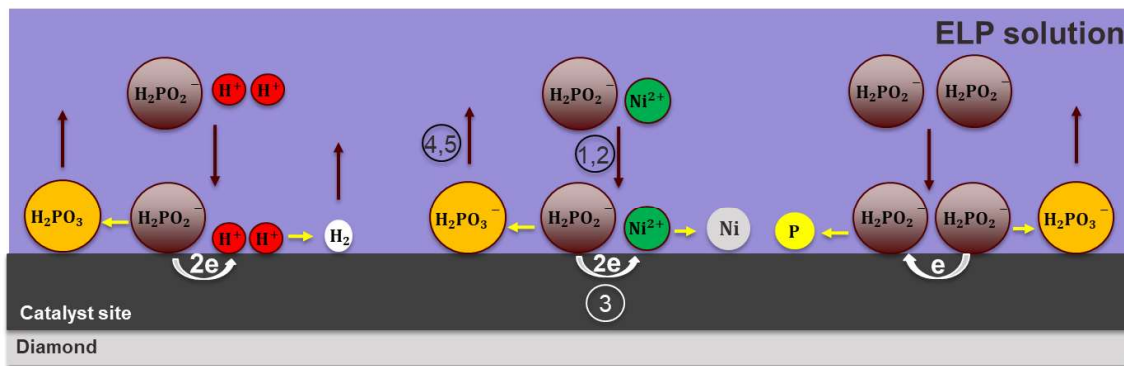 ELP solution
H₂PO₂⁻ H⁺ H⁺
H₂PO₂⁻ Ni²⁺
H₂PO₂⁻ H₂PO₂⁻
4,5
1,2
H₂PO₃ H₂PO₂⁻ H⁺ H⁺ H₂
H₂PO₃⁻ H₂PO₂⁻ Ni²⁺ Ni
P H₂PO₂⁻ H₂PO₂⁻ H₂PO₃⁻
2e
2e
e
3
Catalyst site
Diamond